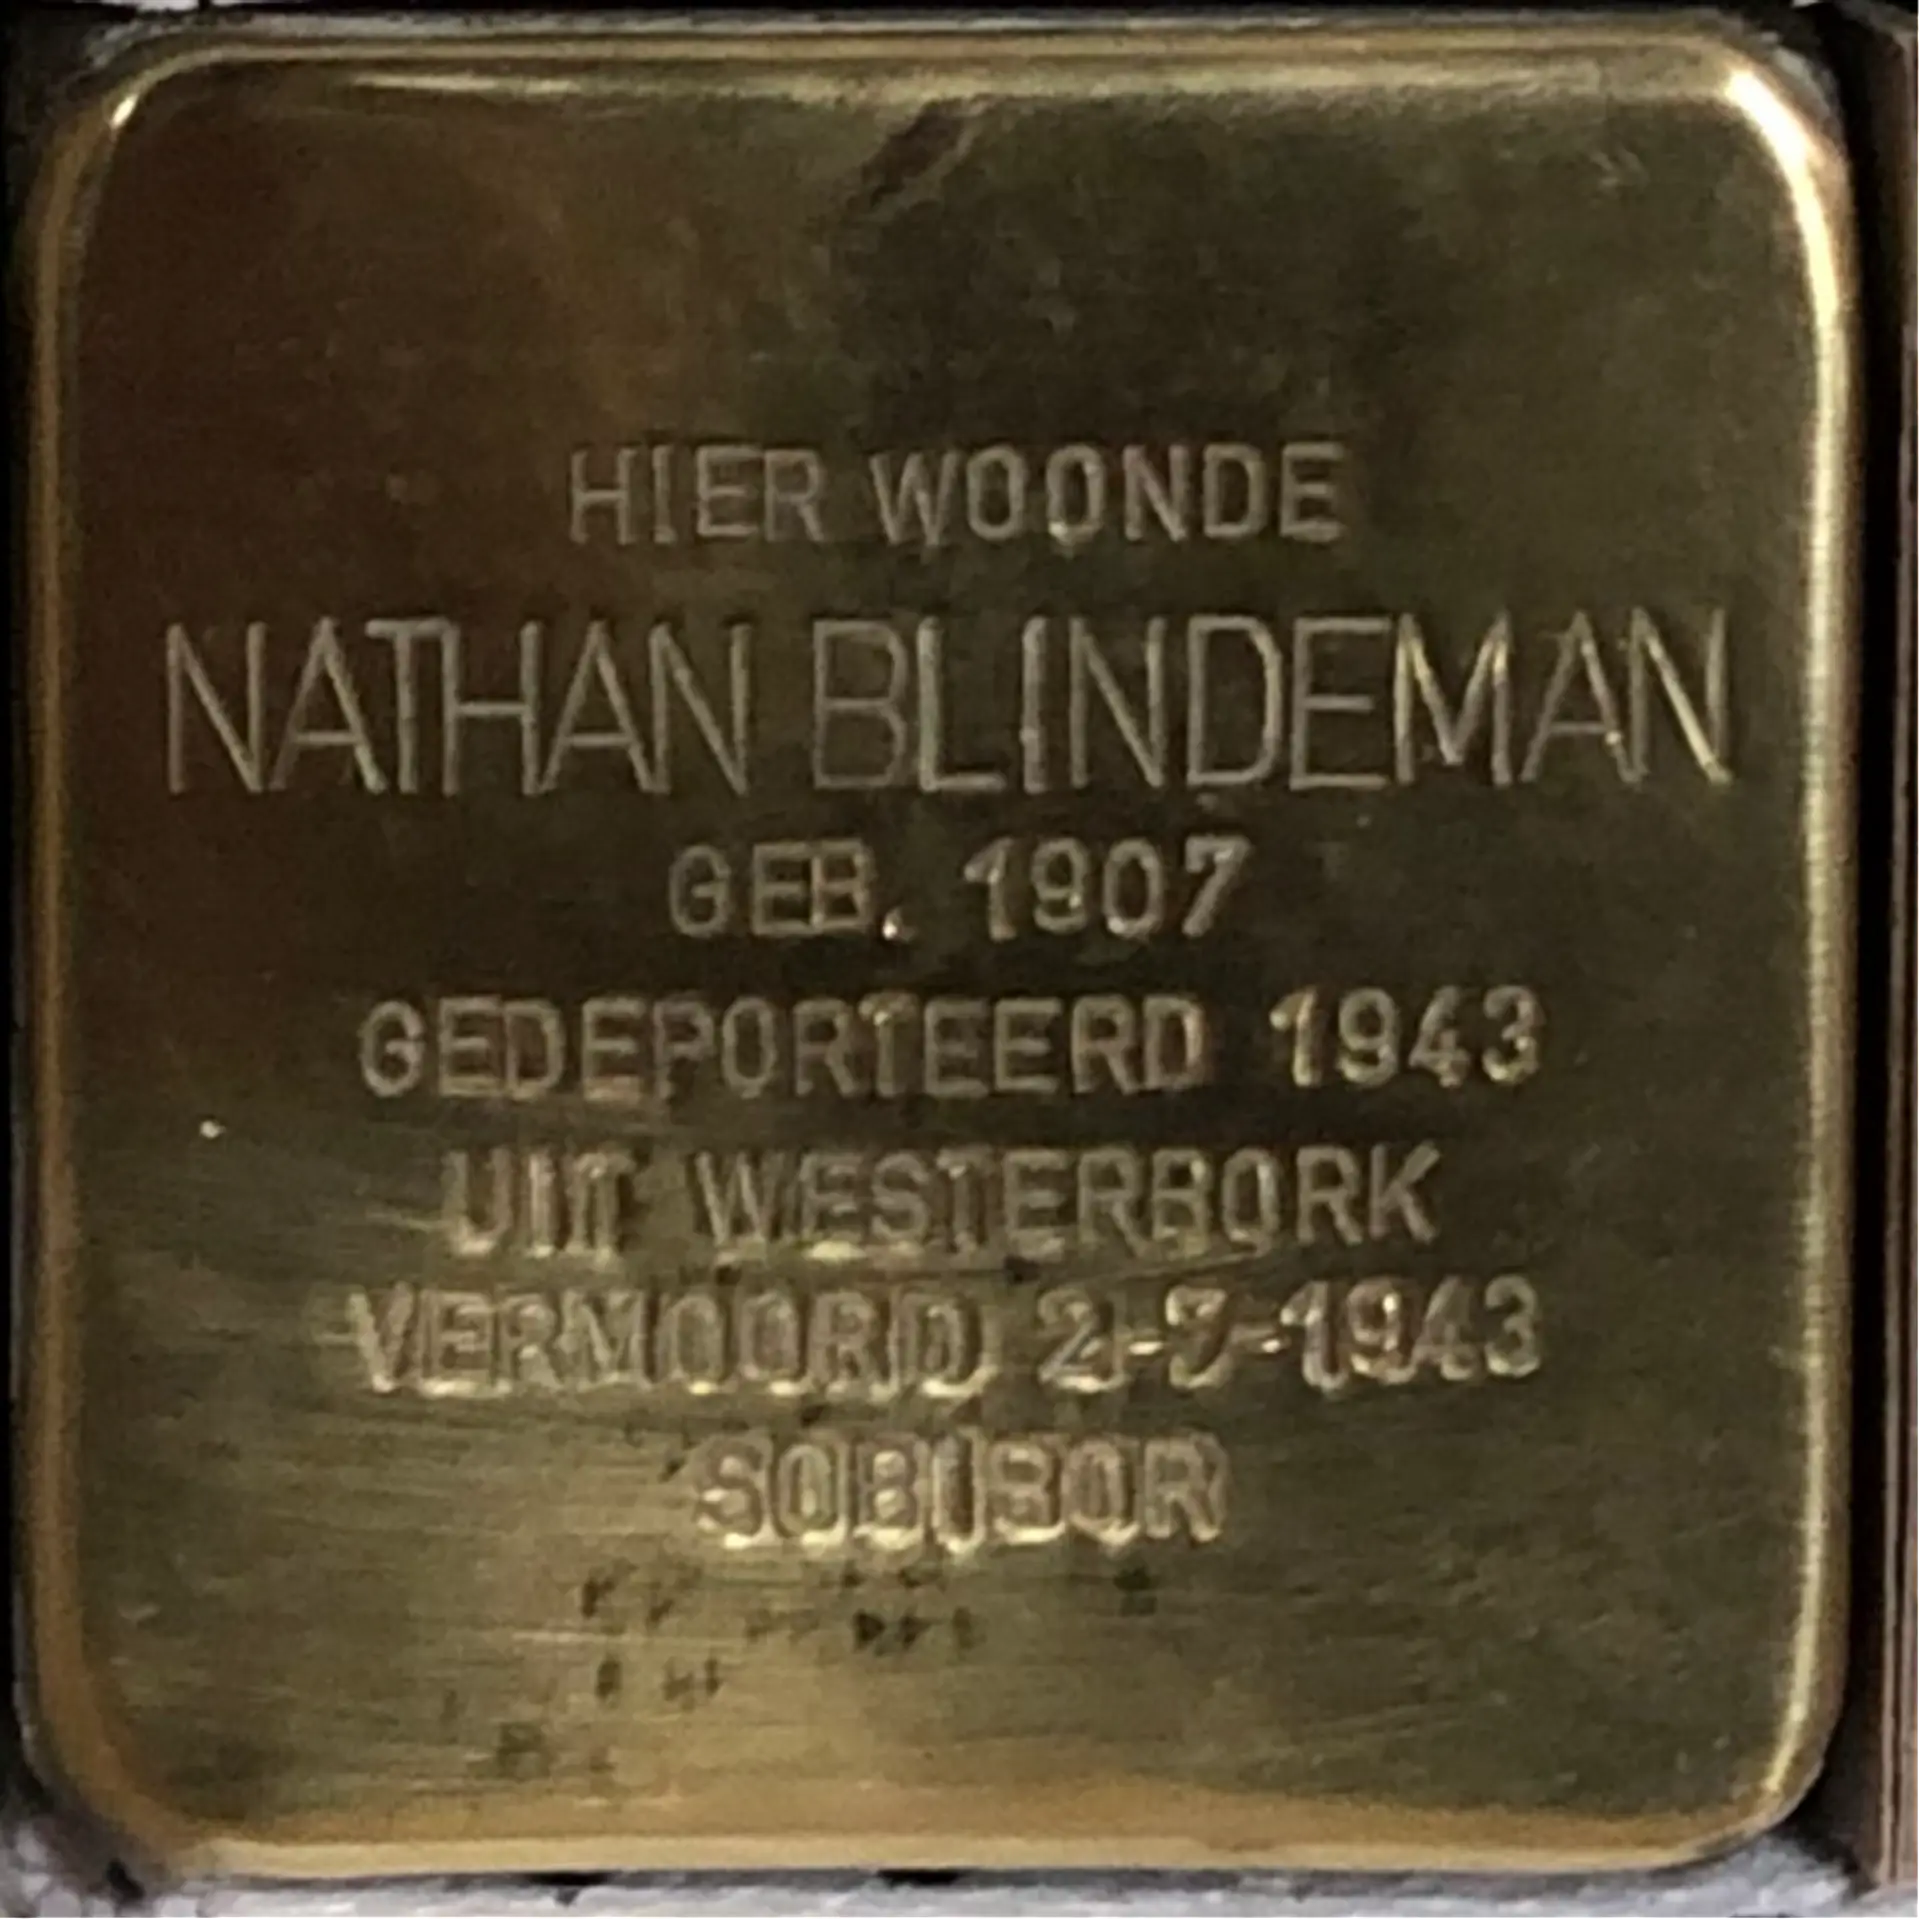 HIER WOONDE
NATHAN BLINDEMAN
GEB. 1907
GEDEPORTEERD 1943
UIT WESTERBORK
VERMOORD 2-7-1943
SOBIBOR